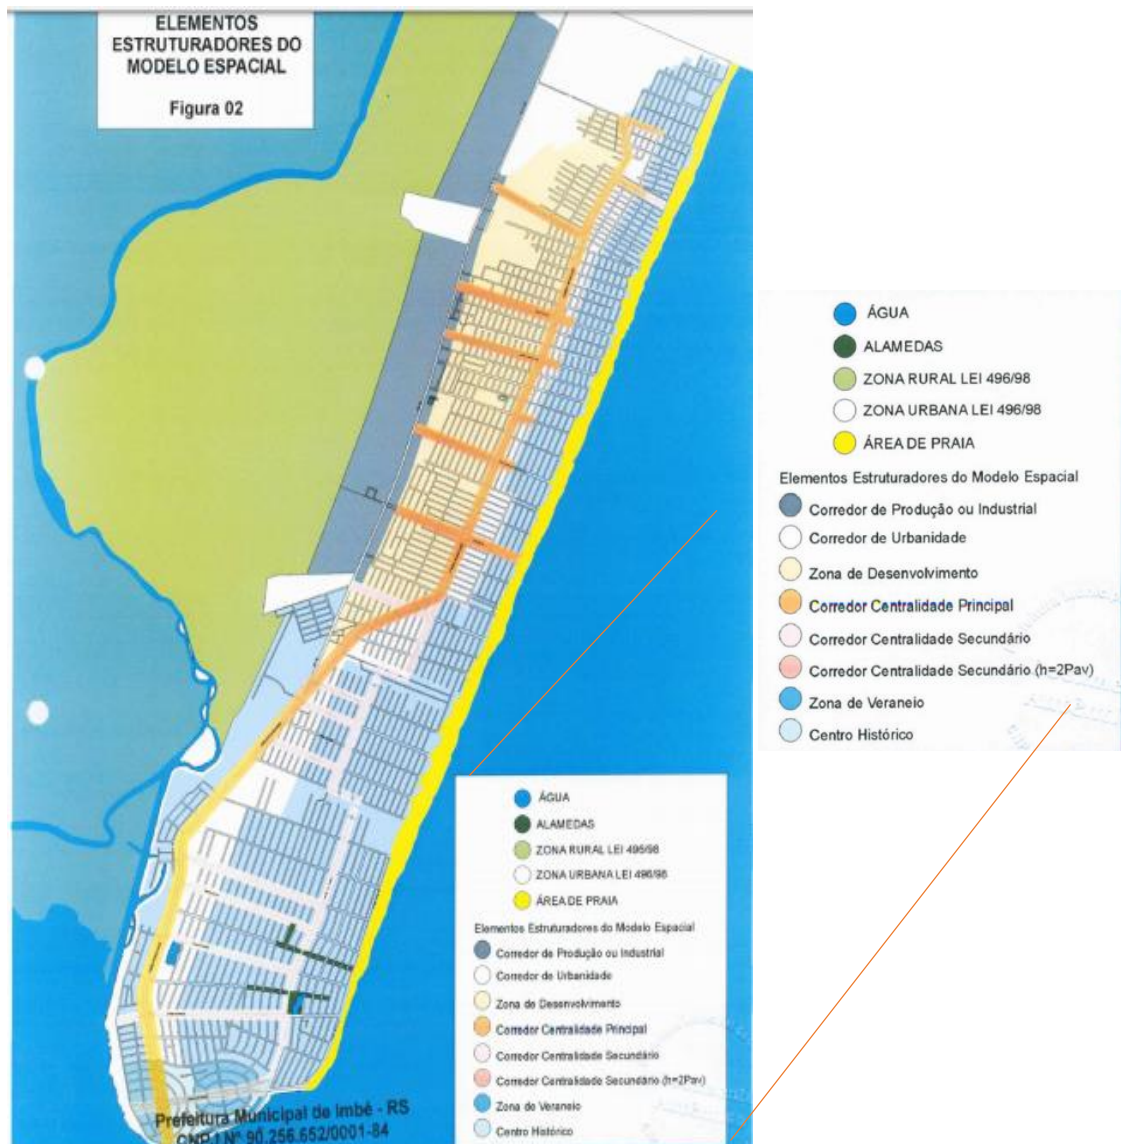 ELEMENTOS
ESTRUTURADORES DO
MODELO ESPACIAL
Figura 02
ÁGUA
ALAMEDAS
ZONA RURAL LEI 496/98
ZONA URBANA LEI 496/98
ÁREA DE PRAIA
Elementos Estruturadores do Modelo Espacial
Corredor de Produção ou Industrial
Corredor de Urbanidade
Zona de Desenvolvimento
Corredor Centralidade Principal
Corredor Centralidade Secundário
Corredor Centralidade Secundário (h=2Pav)
Zona de Veraneio
Centro Histórico
Prefeitura Municipal de Imbé - RS
CNPJ Nº 90.256.652/0001-84
ÁGUA
ALAMEDAS
ZONA RURAL LEI 496/98
ZONA URBANA LEI 496/98
ÁREA DE PRAIA
Elementos Estruturadores do Modelo Espacial
Corredor de Produção ou Industrial
Corredor de Urbanidade
Zona de Desenvolvimento
Corredor Centralidade Principal
Corredor Centralidade Secundário
Corredor Centralidade Secundário (h=2Pav)
Zona de Veraneio
Centro Histórico